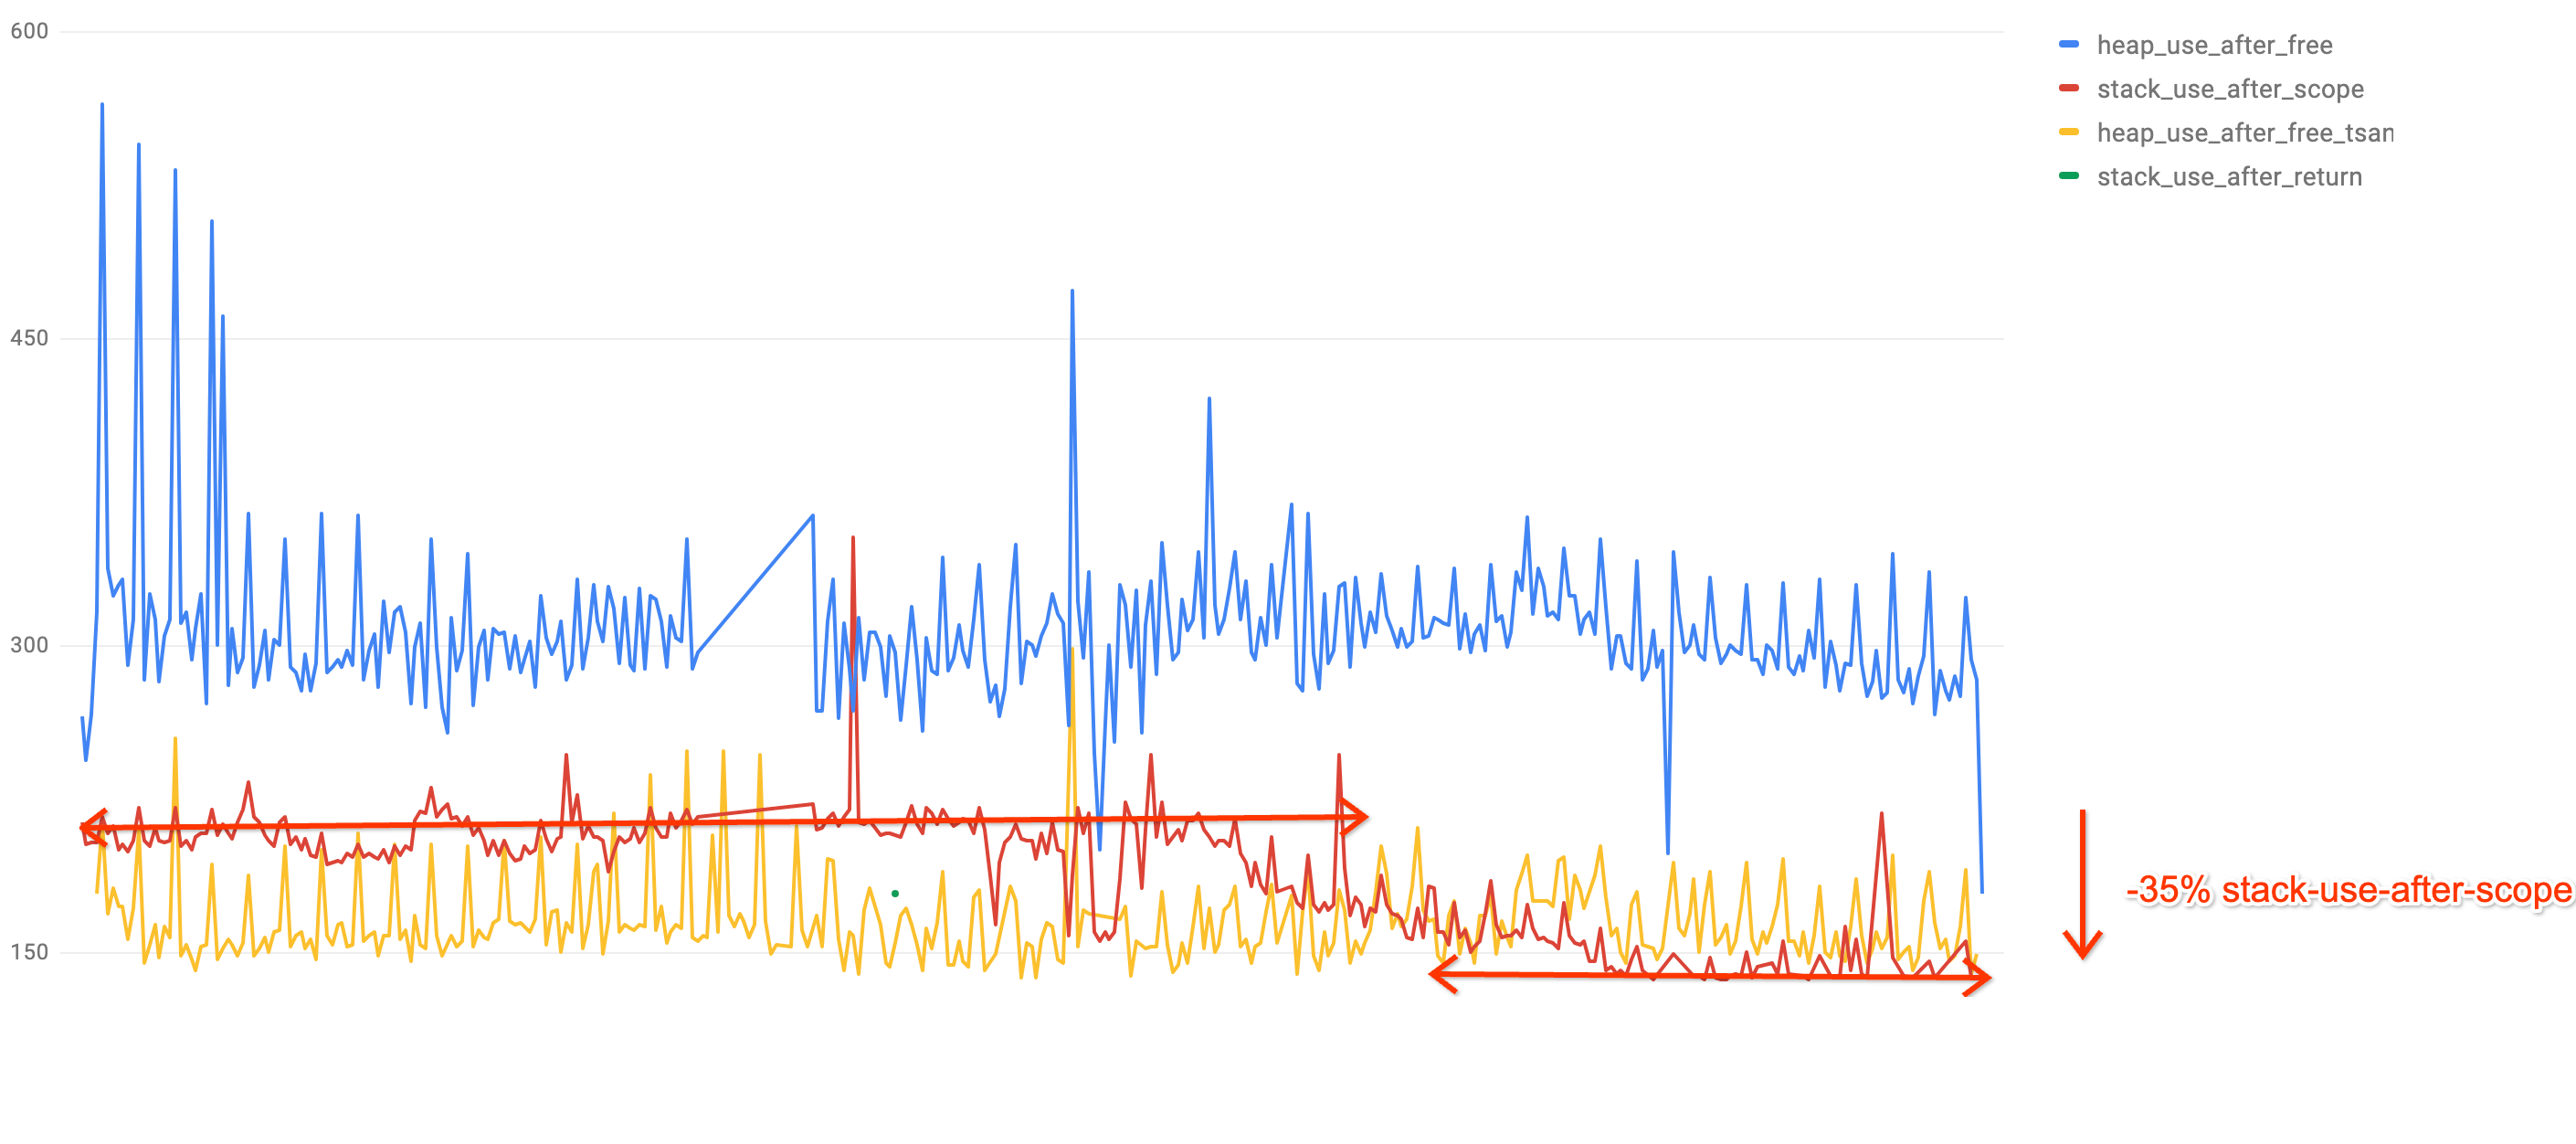 600
450
300
150
heap_use_after_free
stack_use_after_scope
heap_use_after_free_tsan
stack_use_after_return
-35% stack-use-after-scope